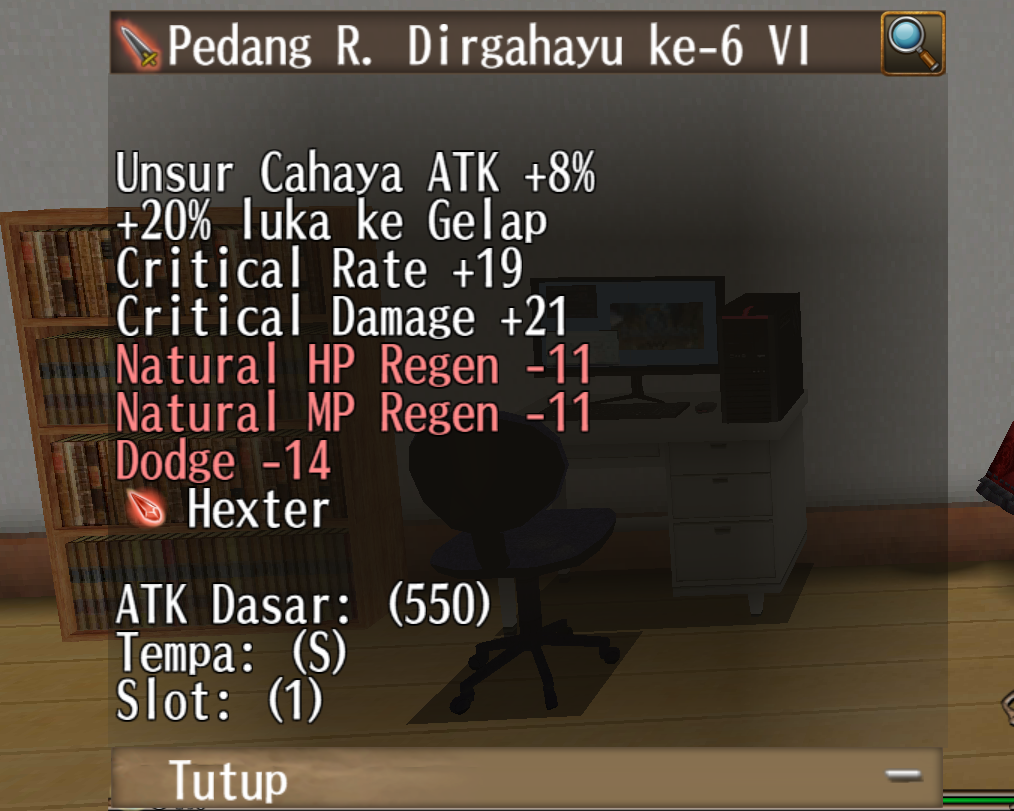 Pedang R. Dirgahayu ke-6 VI
Unsur Cahaya ATK +8%
+20% luka ke Gelap
Critical Rate +19
Critical Damage +21
Natural HP Regen -11
Natural MP Regen -11
Dodge -14
Hexter
ATK Dasar: (550)
Tempa: (S)
Slot: (1)
Tutup